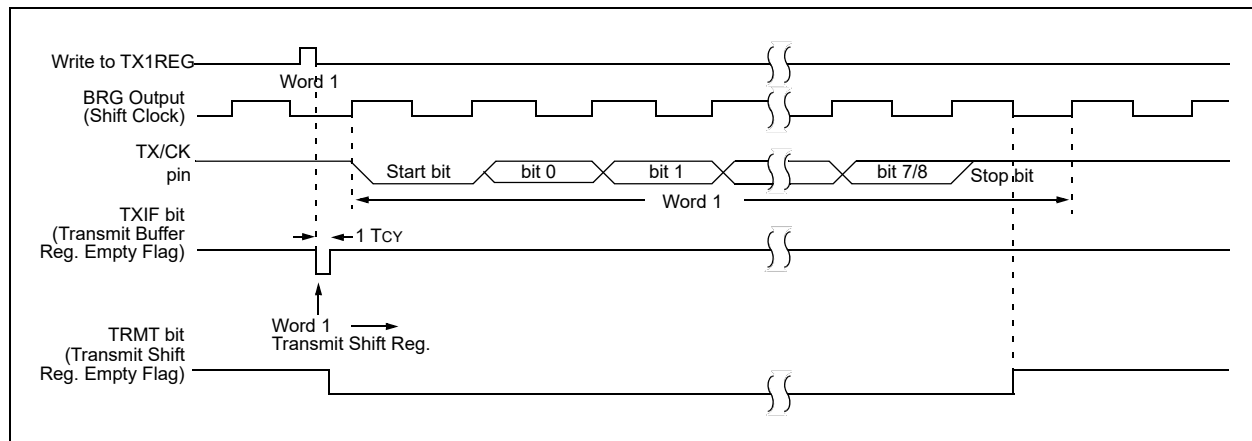 Write to TX1REG
Word 1
BRG Output
(Shift Clock)
TX/CK
pin
Start bit
bit 0
bit 1
bit 7/8
Stop bit
Word 1
TXIF bit
(Transmit Buffer
Reg. Empty Flag)
1 TCY
Word 1
Transmit Shift Reg.
TRMT bit
(Transmit Shift
Reg. Empty Flag)